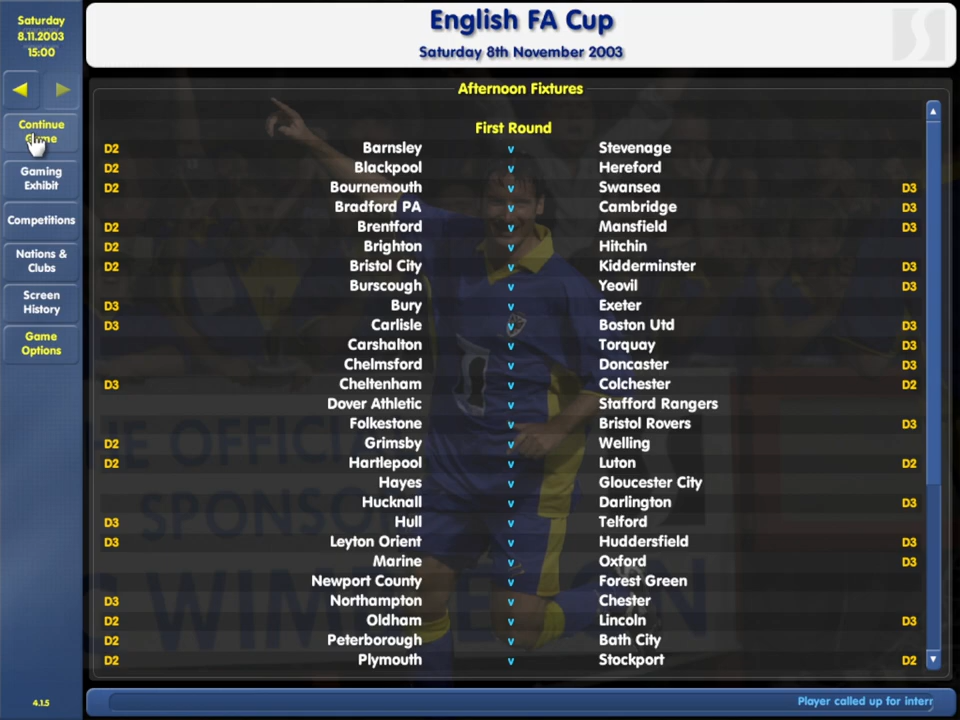 Saturday
8.11.2003
15:00
English FA Cup
Saturday 8th November 2003
Continue
Game
Gaming
Exhibit
Competitions
Nations &
Clubs
Screen
History
Game
Options
4.1.5
Afternoon Fixtures
First Round
D2 Barnsley v Stevenage
D2 Blackpool v Hereford
D2 Bournemouth v Swansea D3
Bradford PA v Cambridge D3
D2 Brentford v Mansfield D3
D2 Brighton v Hitchin
D2 Bristol City v Kidderminster D3
Burscough v Yeovil D3
D3 Bury v Exeter
D3 Carlisle v Boston Utd D3
Carshalton v Torquay D3
Chelmsford v Doncaster D3
D3 Cheltenham v Colchester D2
Dover Athletic v Stafford Rangers
Folkestone v Bristol Rovers D3
D2 Grimsby v Welling
D2 Hartlepool v Luton D2
Hayes v Gloucester City
Hucknall v Darlington D3
D3 Hull v Telford
D3 Leyton Orient v Huddersfield D3
Marine v Oxford D3
Newport County v Forest Green
D3 Northampton v Chester
D2 Oldham v Lincoln D3
D2 Peterborough v Bath City
D2 Plymouth v Stockport D2
Player called up for interr